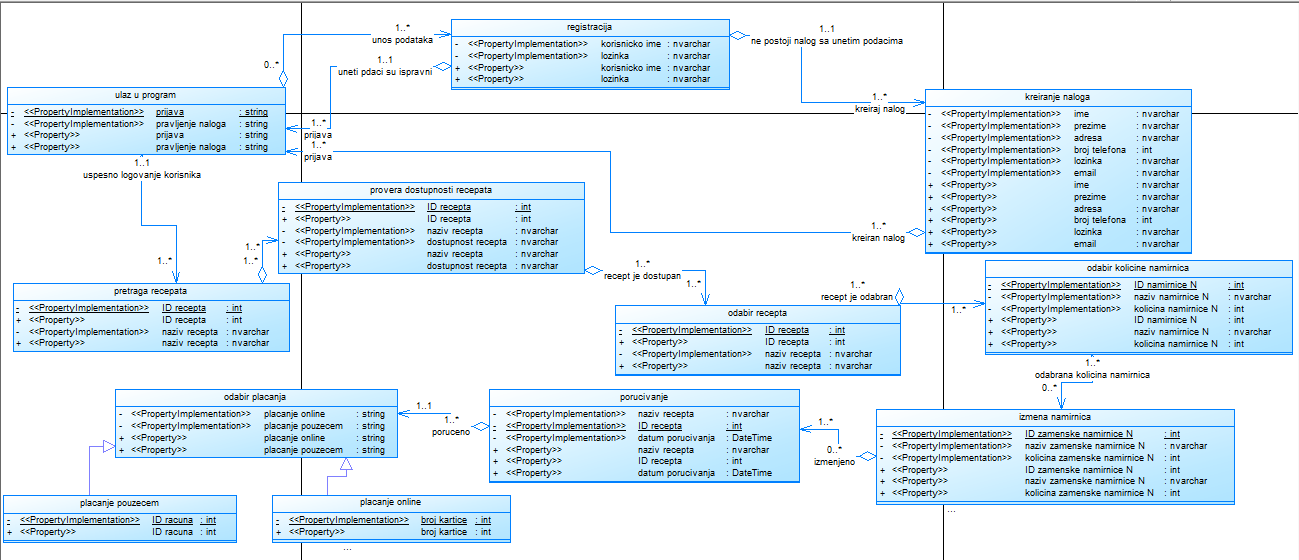 registracija
- <<PropertyImplementation>> korisnicko ime : nvarchar
- <<PropertyImplementation>> lozinka : nvarchar
+ <<Property>> korisnicko ime : nvarchar
+ <<Property>> lozinka : nvarchar
1..*
unos podataka
0..*
1..1
uneti pdaci su ispravni
1..1
ne postoji nalog sa unetim podacima
ulaz u program
- <<PropertyImplementation>> prijava : string
- <<PropertyImplementation>> pravljenje naloga : string
+ <<Property>> prijava : string
+ <<Property>> pravljenje naloga : string
1..*
prijava
1..*
prijava
1..*
kreiraj nalog
kreiranje naloga
- <<PropertyImplementation>> ime : nvarchar
- <<PropertyImplementation>> prezime : nvarchar
- <<PropertyImplementation>> adresa : nvarchar
- <<PropertyImplementation>> broj telefona : int
- <<PropertyImplementation>> lozinka : nvarchar
- <<PropertyImplementation>> email : nvarchar
+ <<Property>> ime : nvarchar
+ <<Property>> prezime : nvarchar
+ <<Property>> adresa : nvarchar
+ <<Property>> broj telefona : int
+ <<Property>> lozinka : nvarchar
+ <<Property>> email : nvarchar
1..*
kreiran nalog
1..1
uspesno logovanje korisnika
1..*
provera dostupnosti recepata
- <<PropertyImplementation>> ID recepta : int
+ <<Property>> ID recepta : int
- <<PropertyImplementation>> naziv recepta : nvarchar
- <<PropertyImplementation>> dostupnost recepta : nvarchar
+ <<Property>> naziv recepta : nvarchar
+ <<Property>> dostupnost recepta : nvarchar
1..*
1..*
pretraga recepata
- <<PropertyImplementation>> ID recepta : int
+ <<Property>> ID recepta : int
- <<PropertyImplementation>> naziv recepta : nvarchar
+ <<Property>> naziv recepta : nvarchar
1..*
recept je dostupan
1..*
odabir recepta
- <<PropertyImplementation>> ID recepta : int
+ <<Property>> ID recepta : int
- <<PropertyImplementation>> naziv recepta : nvarchar
+ <<Property>> naziv recepta : nvarchar
1..*
recept je odabran
1..*
odabir kolicine namirnica
- <<PropertyImplementation>> ID namirnice N : int
- <<PropertyImplementation>> naziv namirnice N : nvarchar
- <<PropertyImplementation>> kolicina namirnice N : int
+ <<Property>> ID namirnice N : int
+ <<Property>> naziv namirnice N : nvarchar
+ <<Property>> kolicina namirnice N : int
1..*
odabrana kolicina namirnica
0..*
izmena namirnica
- <<PropertyImplementation>> ID zamenske namirnice N : int
- <<PropertyImplementation>> naziv zamenske namirnice N : nvarchar
- <<PropertyImplementation>> kolicina zamenske namirnice N : int
+ <<Property>> ID zamenske namirnice N : int
+ <<Property>> naziv zamenske namirnice N : nvarchar
+ <<Property>> kolicina zamenske namirnice N : int
...
1..*
0..*
izmenjeno
porucivanje
- <<PropertyImplementation>> naziv recepta : nvarchar
- <<PropertyImplementation>> ID recepta : int
- <<PropertyImplementation>> datum porucivanja : DateTime
+ <<Property>> naziv recepta : nvarchar
+ <<Property>> ID recepta : int
+ <<Property>> datum porucivanja : DateTime
1..1
1..*
poruceno
odabir placanja
- <<PropertyImplementation>> placanje online : string
- <<PropertyImplementation>> placanje pouzecem : string
+ <<Property>> placanje online : string
+ <<Property>> placanje pouzecem : string
placanje pouzecem
- <<PropertyImplementation>> ID racuna : int
+ <<Property>> ID racuna : int
placanje online
- <<PropertyImplementation>> broj kartice : int
+ <<Property>> broj kartice : int
...